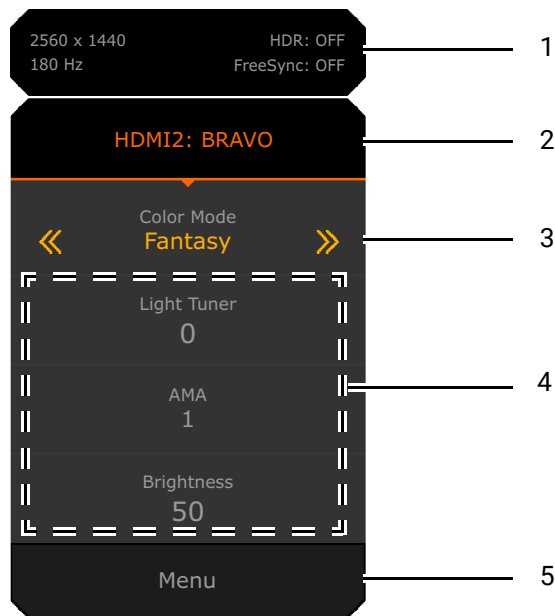 2560 x 1440 HDR: OFF 1
180 Hz FreeSync: OFF
HDMI2: BRAVO 2
Color Mode
Fantasy 3
Light Tuner
0
4
AMA
1
Brightness
50
Menu 5